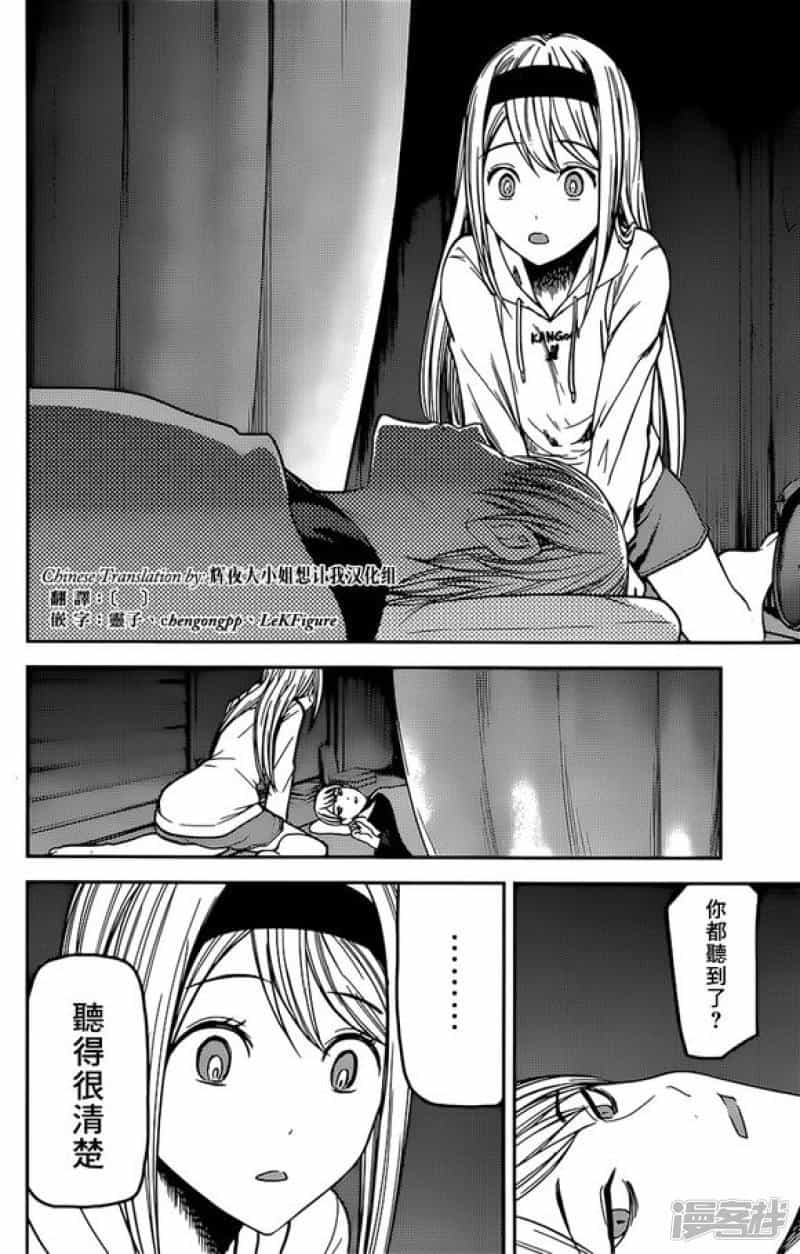 KANGO
Chinese Translation by: 辉夜大小姐想让我汉化组
翻譯：〔　〕
嵌字：靈子、chengongpp、LeKFigure
你都聽到了？
………
聽得很清楚
漫客栈